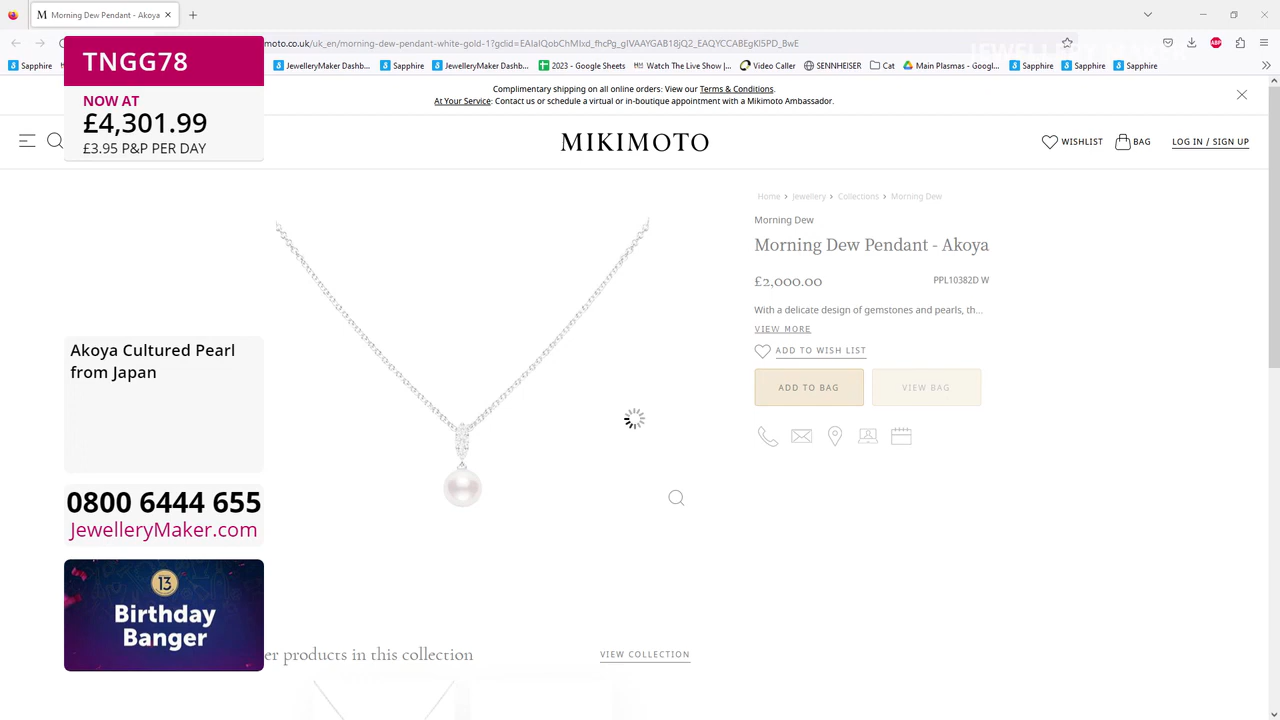 Morning Dew Pendant - Akoya
moto.co.uk/uk_en/morning-dew-pendant-white-gold-1
Sapphire
Sapphire
JewelleryMaker Dashb...
Sapphire
JewelleryMaker Dashb...
2023 - Google Sheets
Watch The Live Show |...
Video Caller
SENNHEISER
Cat
Main Plasmas - Googl...
Sapphire
Sapphire
Sapphire
JEWELLERY MAKER
TNGG78
NOW AT
£4,301.99
£3.95 P&P PER DAY
Complimentary shipping on all online orders: View our Terms & Conditions.
At Your Service: Contact us or schedule a virtual or in-boutique appointment with a Mikimoto Ambassador.
MIKIMOTO
WISHLIST
BAG
LOG IN / SIGN UP
Home > Jewellery > Collections > Morning Dew
Morning Dew
Morning Dew Pendant - Akoya
£2,000.00
PPL10382D W
With a delicate design of gemstones and pearls, th...
VIEW MORE
ADD TO WISH LIST
ADD TO BAG
VIEW BAG
Akoya Cultured Pearl
from Japan
0800 6444 655
JewelleryMaker.com
13
Birthday
Banger
er products in this collection
VIEW COLLECTION